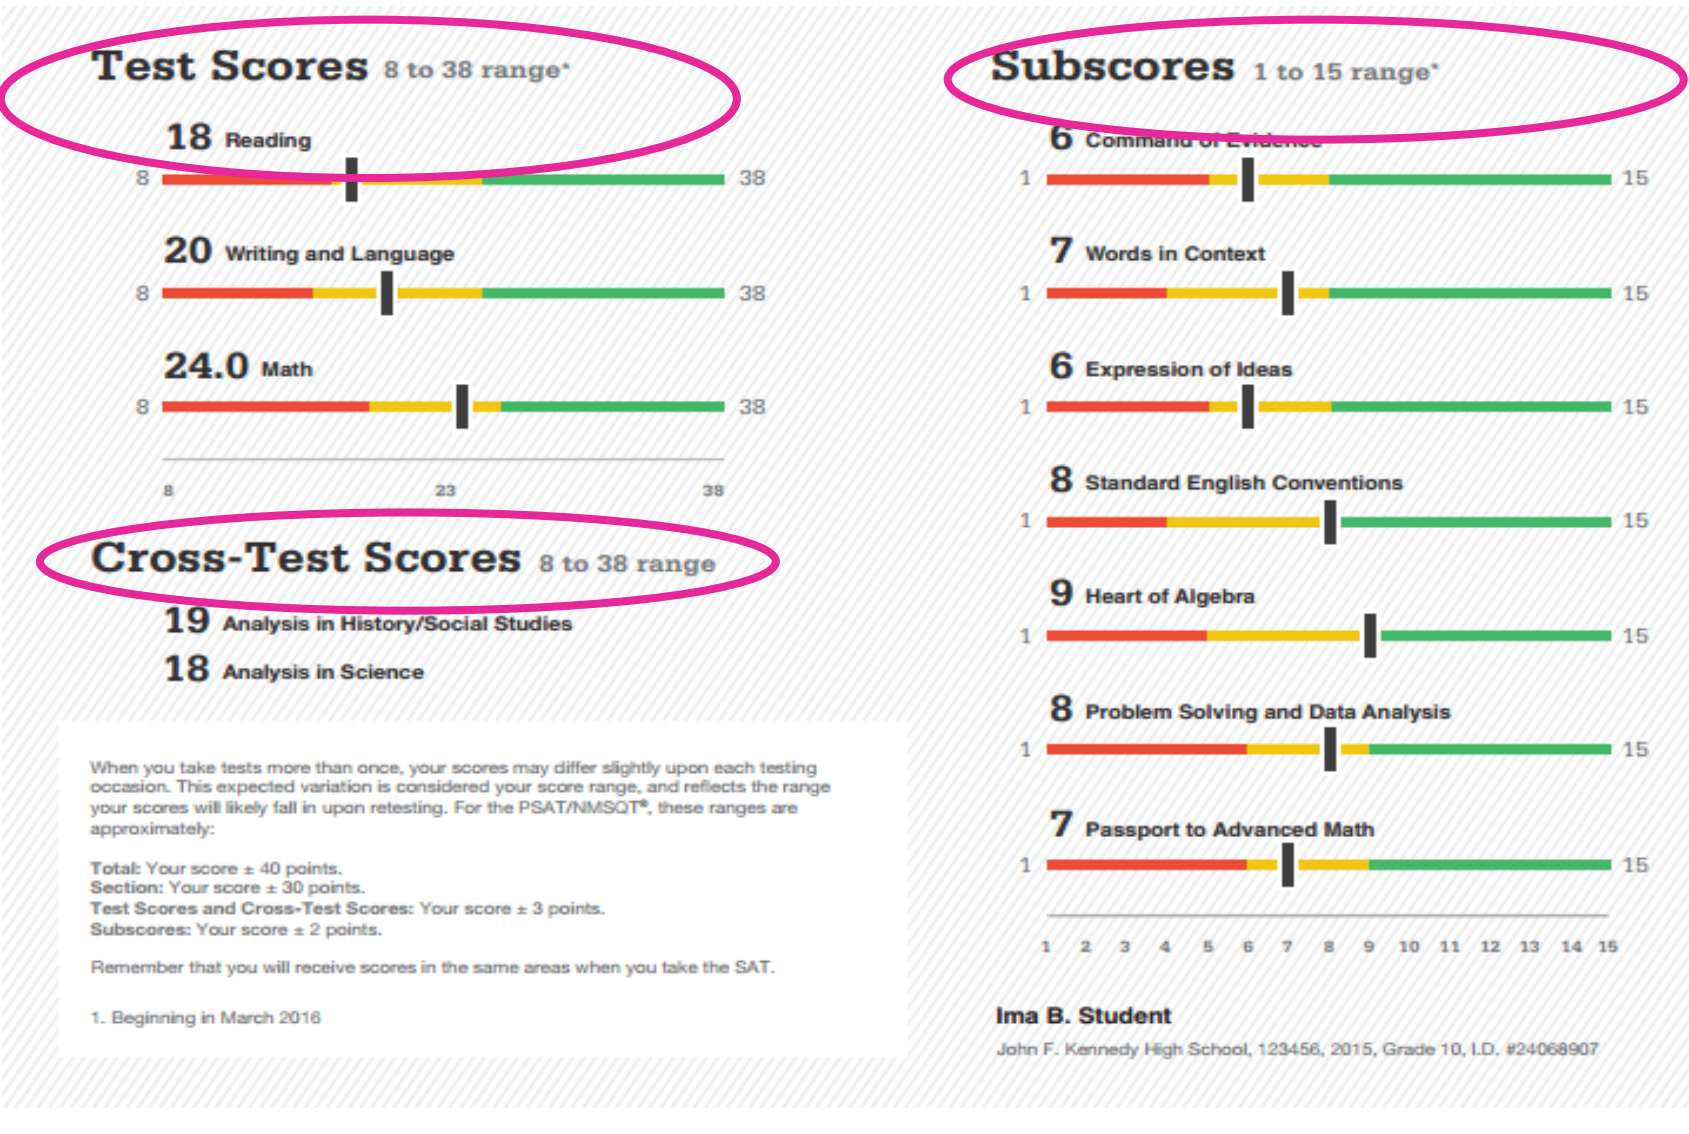 Test Scores 8 to 38 range*
18 Reading
8 38
20 Writing and Language
8 38
24.0 Math
8 38
8 23 38
Cross-Test Scores 8 to 38 range
19 Analysis in History/Social Studies
18 Analysis in Science
When you take tests more than once, your scores may differ slightly upon each testing
occasion. This expected variation is considered your score range, and reflects the range
your scores will likely fall in upon retesting. For the PSAT/NMSQT®, these ranges are
approximately:
Total: Your score ± 40 points.
Section: Your score ± 30 points.
Test Scores and Cross-Test Scores: Your score ± 3 points.
Subscores: Your score ± 2 points.
Remember that you will receive scores in the same areas when you take the SAT.
1. Beginning in March 2016
Subscores 1 to 15 range*
6 Command of Evidence
1 15
7 Words in Context
1 15
6 Expression of Ideas
1 15
8 Standard English Conventions
1 15
9 Heart of Algebra
1 15
8 Problem Solving and Data Analysis
1 15
7 Passport to Advanced Math
1 15
1 2 3 4 5 6 7 8 9 10 11 12 13 14 15
Ima B. Student
John F. Kennedy High School, 123456, 2015, Grade 10, I.D. #24068907